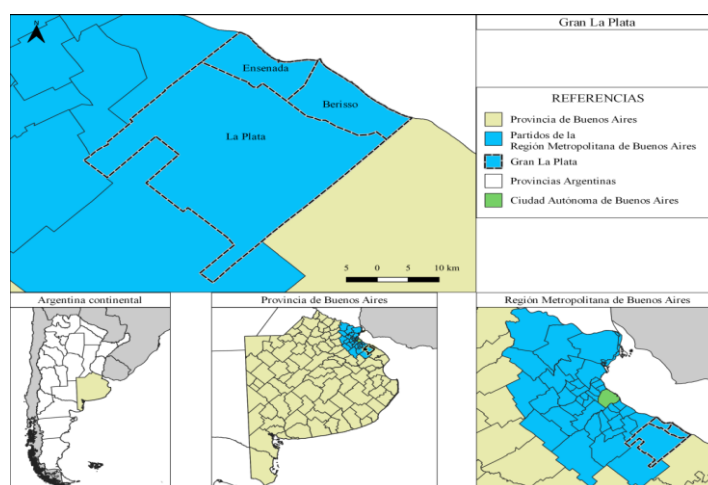 N
Gran La Plata
Ensenada
Berisso
La Plata
REFERENCIAS
Provincia de Buenos Aires
Partidos de la
Región Metropolitana de Buenos Aires
Gran La Plata
Provincias Argentinas
Ciudad Autónoma de Buenos Aires
5 0 5 10 km
Argentina continental
Provincia de Buenos Aires
Región Metropolitana de Buenos Aires